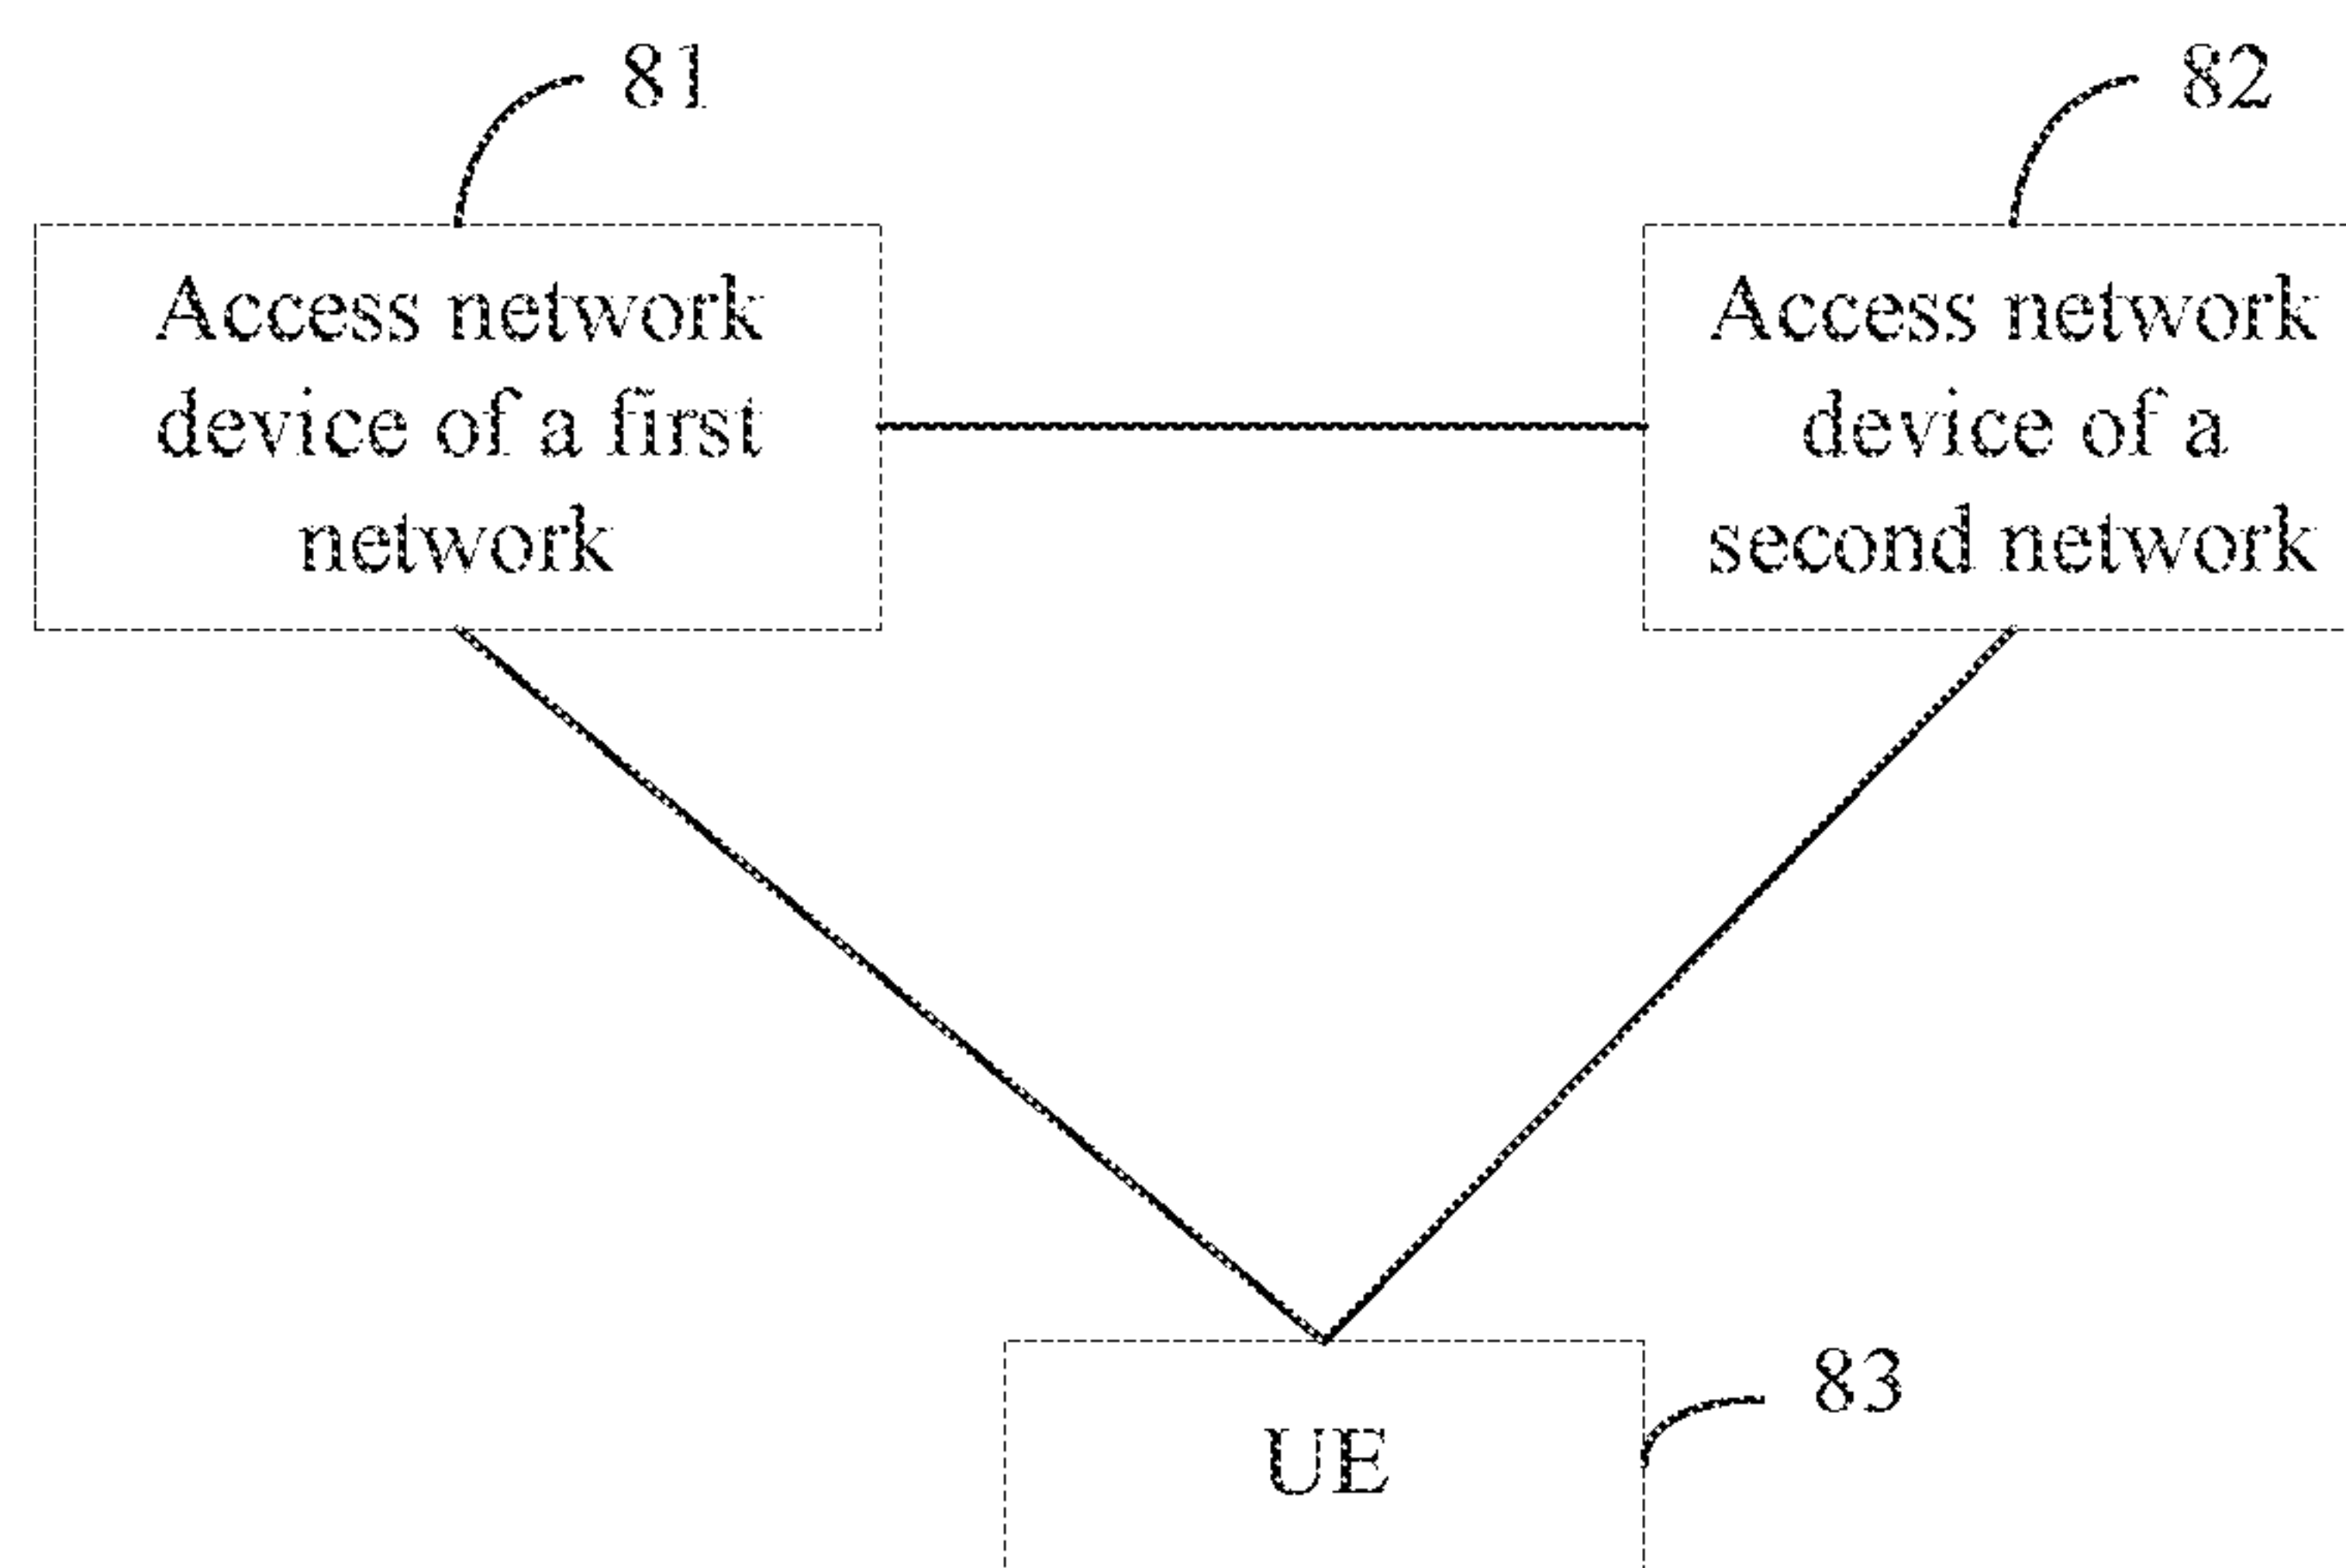 81
82
Access network
device of a first
network
Access network
device of a
second network
83
UE